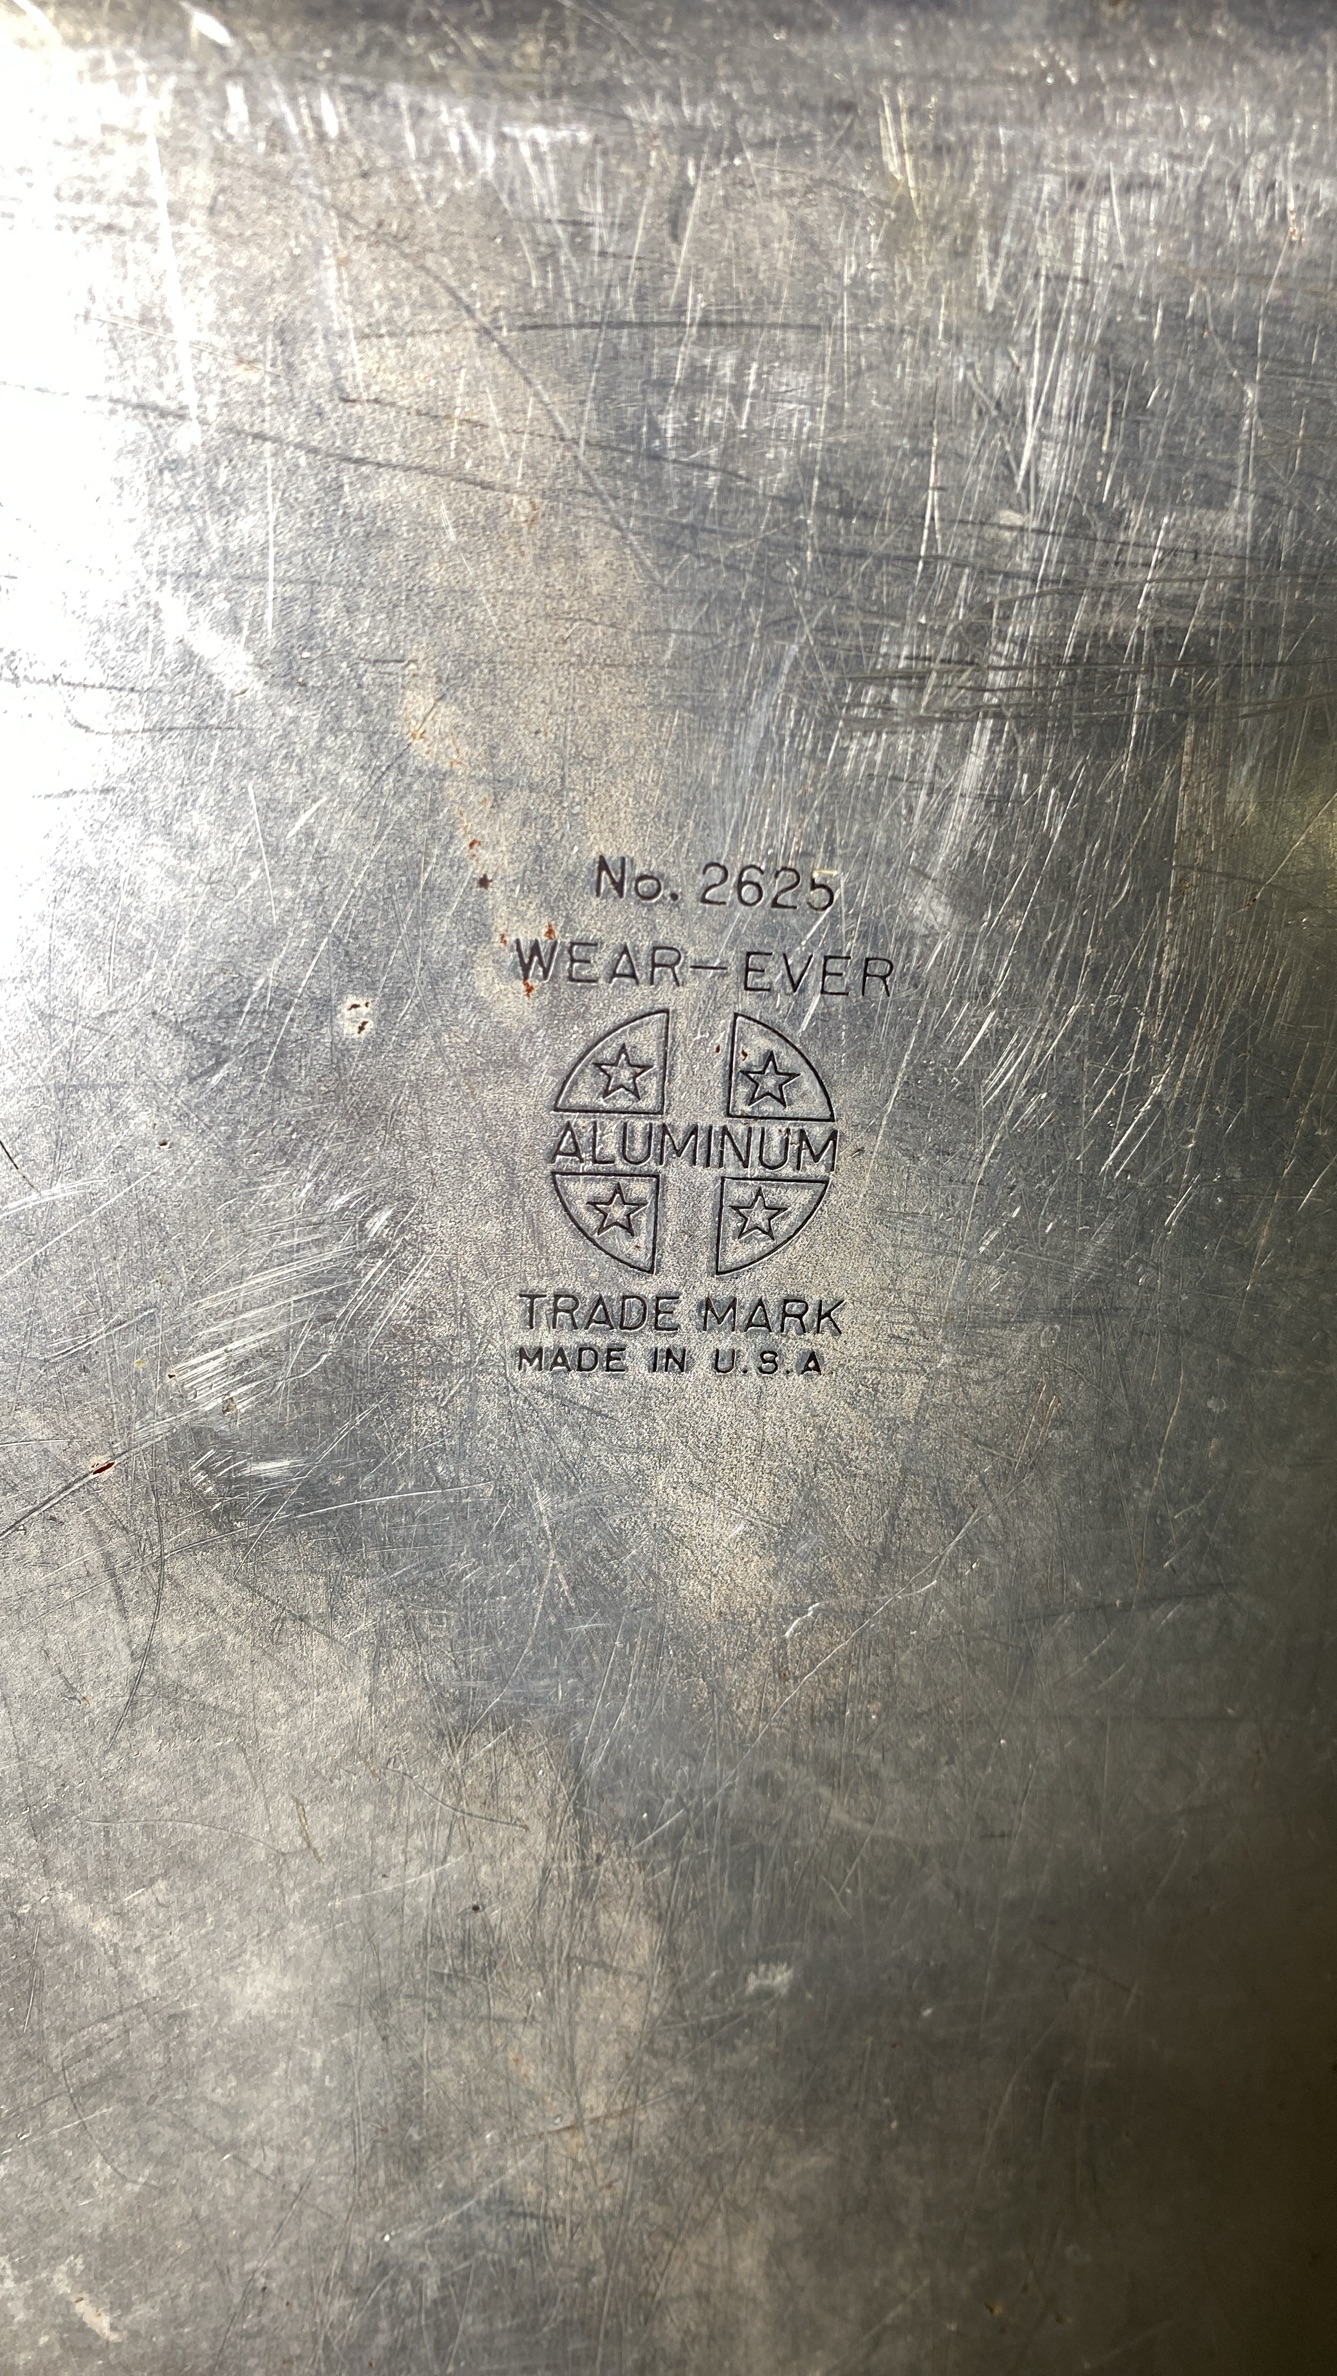 No. 2625
WEAR-EVER
ALUMINUM
TRADE MARK
MADE IN U.S.A.